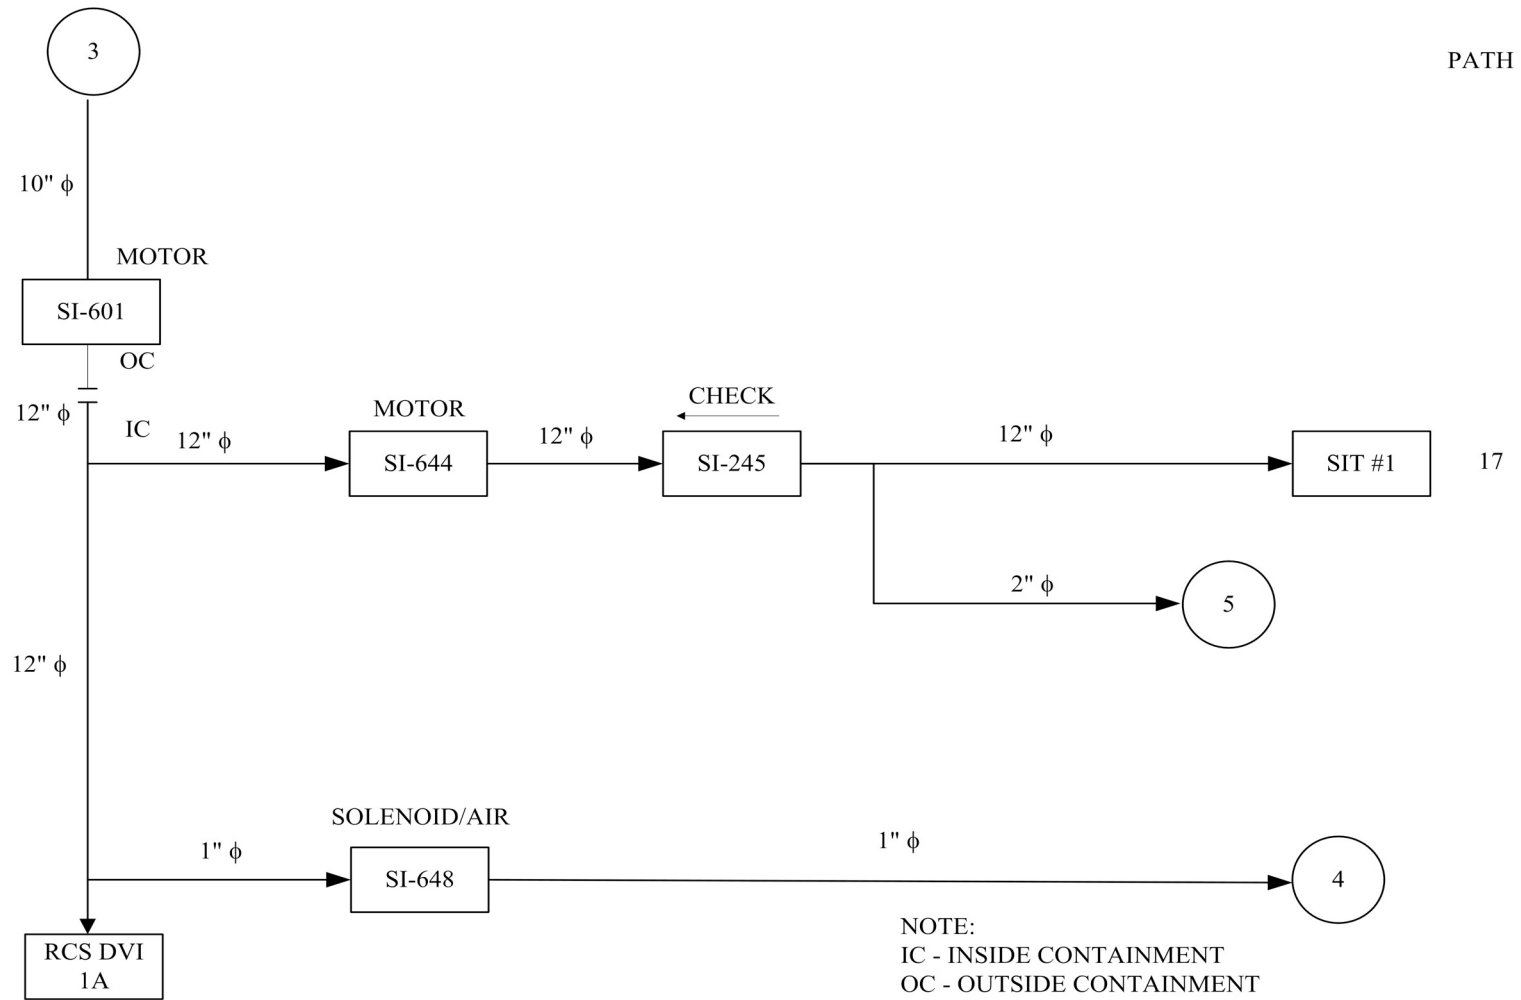 3
PATH
10" ϕ
MOTOR
SI-601
OC
12" ϕ
IC
12" ϕ
MOTOR
SI-644
12" ϕ
CHECK
SI-245
12" ϕ
SIT #1
17
2" ϕ
5
12" ϕ
SOLENOID/AIR
1" ϕ
SI-648
1" ϕ
4
RCS DVI
1A
NOTE:
IC - INSIDE CONTAINMENT
OC - OUTSIDE CONTAINMENT